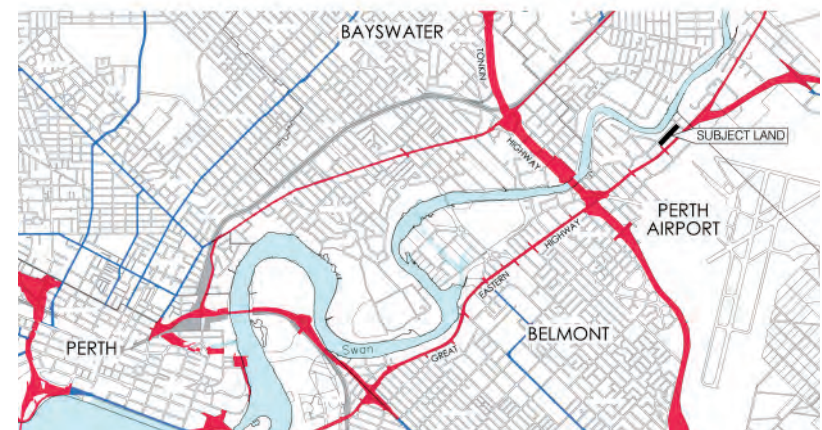 BAYSWATER
TONKIN
HIGHWAY
SUBJECT LAND
PERTH
AIRPORT
HIGHWAY
EASTERN
GREAT
BELMONT
Swan
PERTH